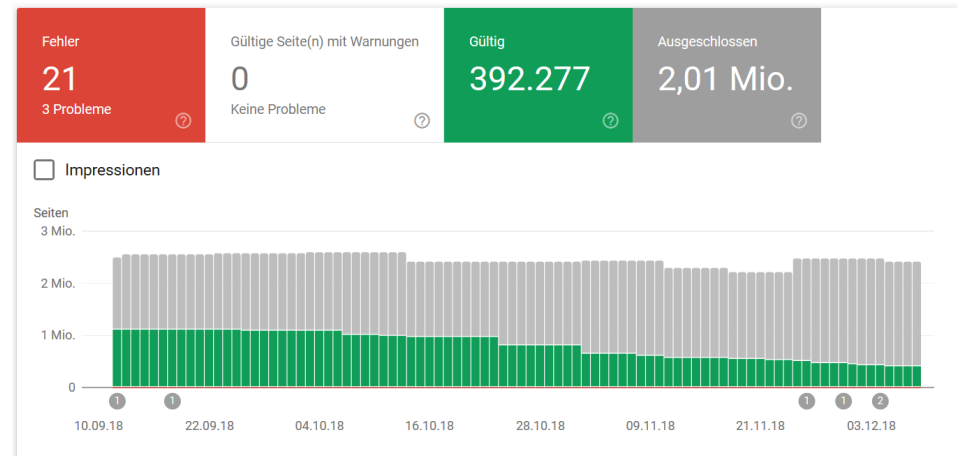 Fehler
21
3 Probleme
Gültige Seite(n) mit Warnungen
0
Keine Probleme
Gültig
392.277
Ausgeschlossen
2,01 Mio.
Impressionen
Seiten
3 Mio.
2 Mio.
1 Mio.
0
1 1 1 1 2
10.09.18 22.09.18 04.10.18 16.10.18 28.10.18 09.11.18 21.11.18 03.12.18